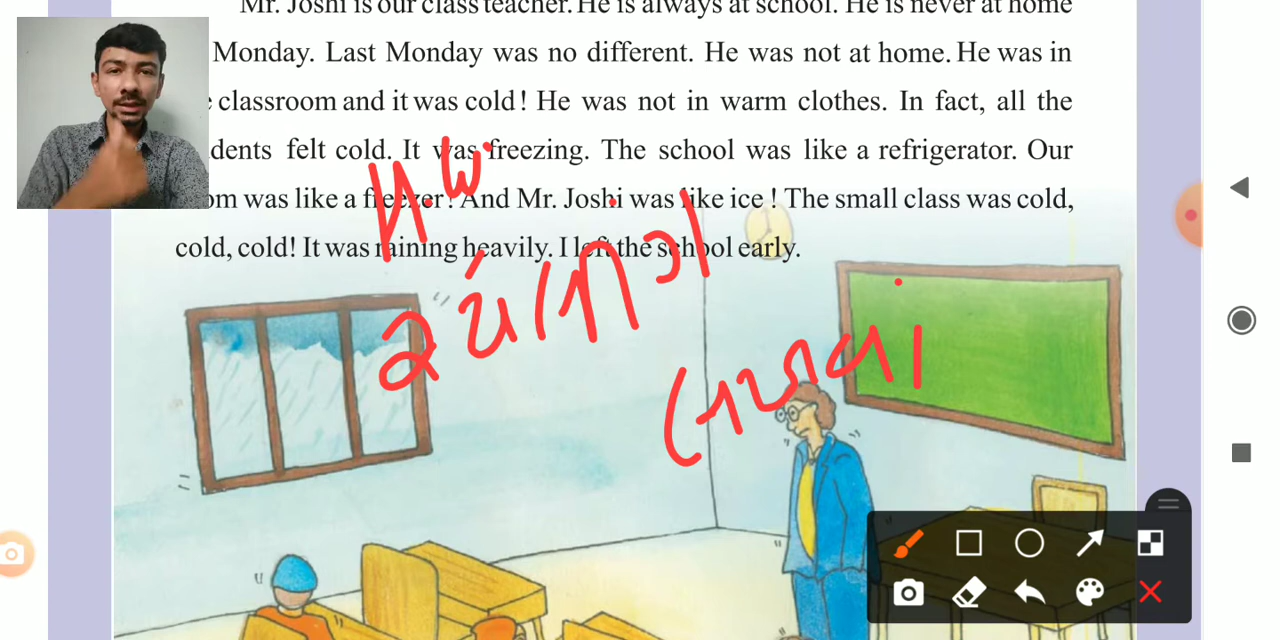 Mr. Joshi is our class teacher. He is always at school. He is never at home
Monday. Last Monday was no different. He was not at home. He was in
classroom and it was cold! He was not in warm clothes. In fact, all the
dents felt cold. It was freezing. The school was like a refrigerator. Our
om was like a freezer! And Mr. Joshi was like ice! The small class was cold,
cold, cold! It was raining heavily. I left the school early.